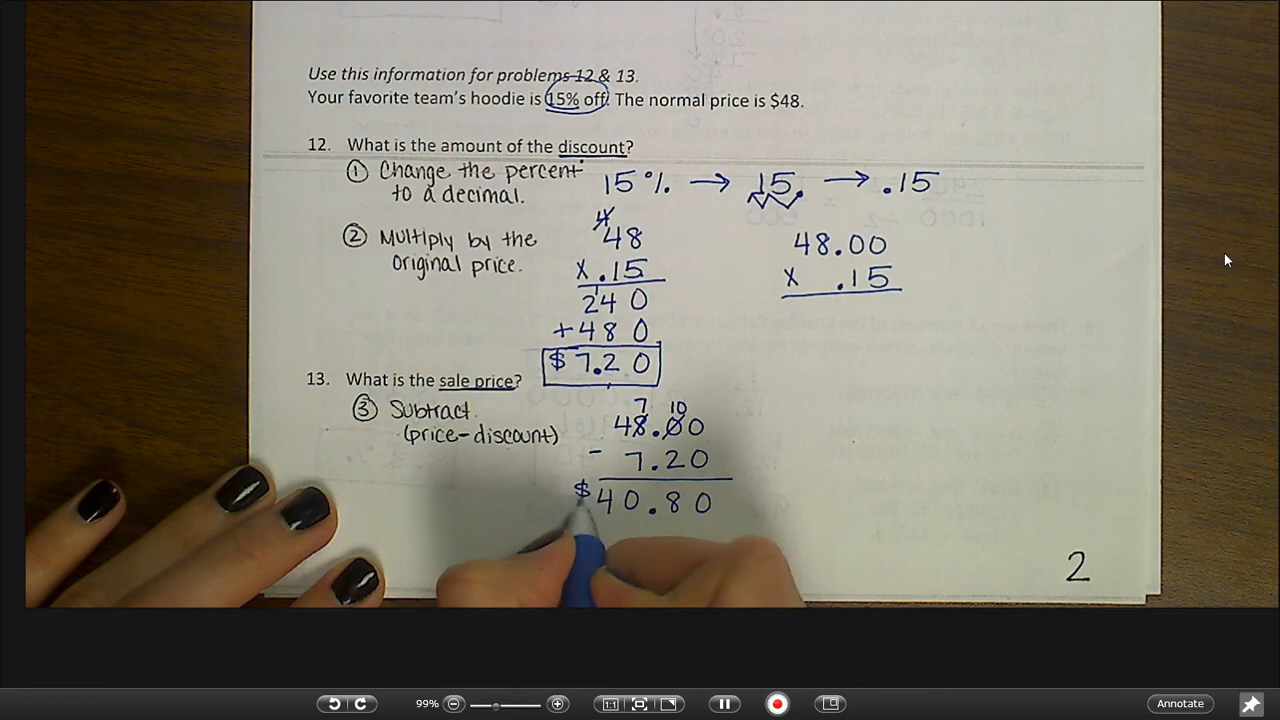 Use this information for problems 12 & 13.
Your favorite team's hoodie is 15% off. The normal price is $48.
12. What is the amount of the discount?
① Change the percent
to a decimal.
15% → 15. → .15
② Multiply by the
original price.
4
48
x .15
240
+480
$7.20
48.00
x .15
13. What is the sale price?
③ Subtract.
(price-discount)
7 10
48.00
- 7.20
$40.80
2
99%
1:1
Annotate